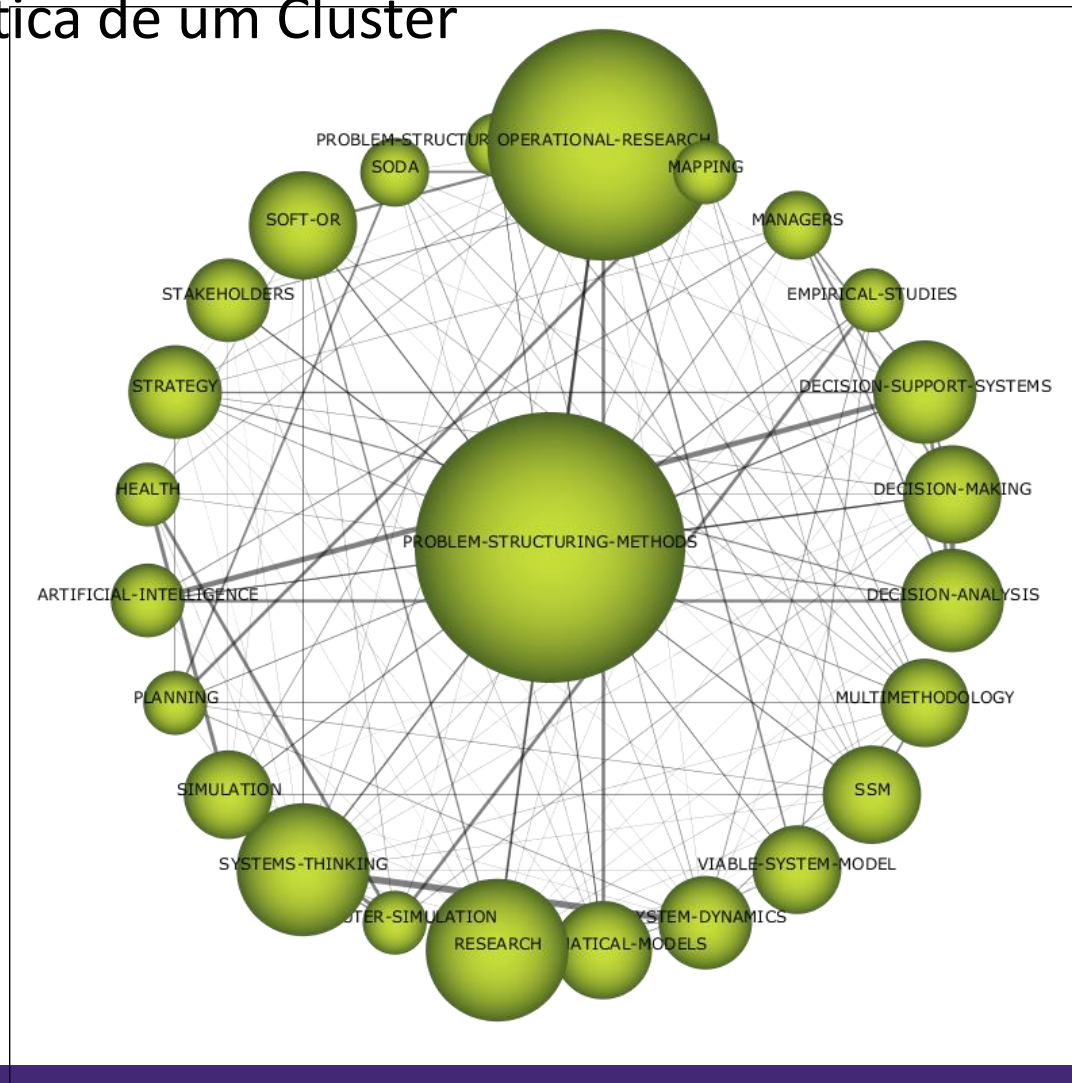 tica de um Cluster
PROBLEM-STRUCTUR
OPERATIONAL-RESEARCH
SODA
MAPPING
SOFT-OR
MANAGERS
STAKEHOLDERS
EMPIRICAL-STUDIES
STRATEGY
DECISION-SUPPORT-SYSTEMS
HEALTH
DECISION-MAKING
PROBLEM-STRUCTURING-METHODS
ARTIFICIAL-INTELLIGENCE
DECISION-ANALYSIS
PLANNING
MULTIMETHODOLOGY
SIMULATION
SSM
SYSTEMS-THINKING
VIABLE-SYSTEM-MODEL
UTER-SIMULATION
YSTEM-DYNAMICS
RESEARCH
ATICAL-MODELS